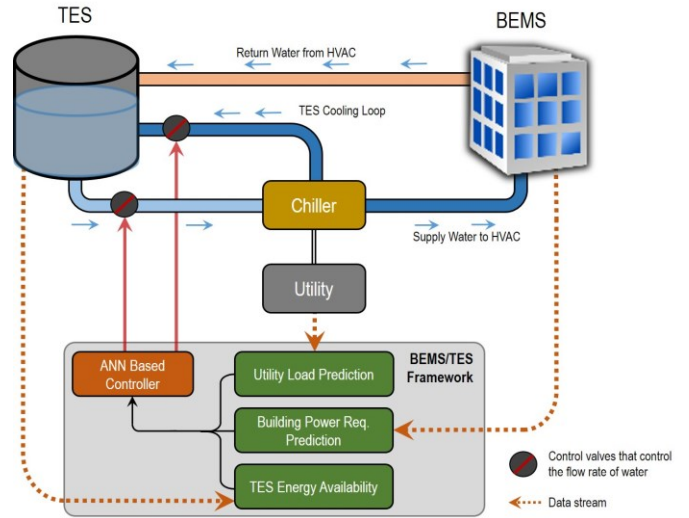 TES
BEMS
Return Water from HVAC
TES Cooling Loop
Chiller
Supply Water to HVAC
Utility
BEMS/TES
Framework
ANN Based
Controller
Utility Load Prediction
Building Power Req.
Prediction
TES Energy Availability
Control valves that control
the flow rate of water
Data stream